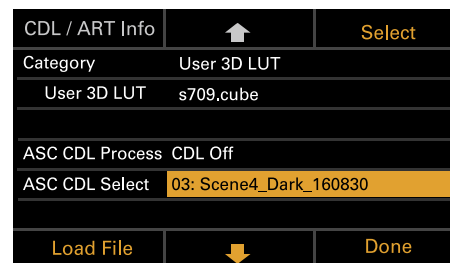 CDL / ART Info Select
Category User 3D LUT
User 3D LUT s709.cube
ASC CDL Process CDL Off
ASC CDL Select 03: Scene4_Dark_160830
Load File Done